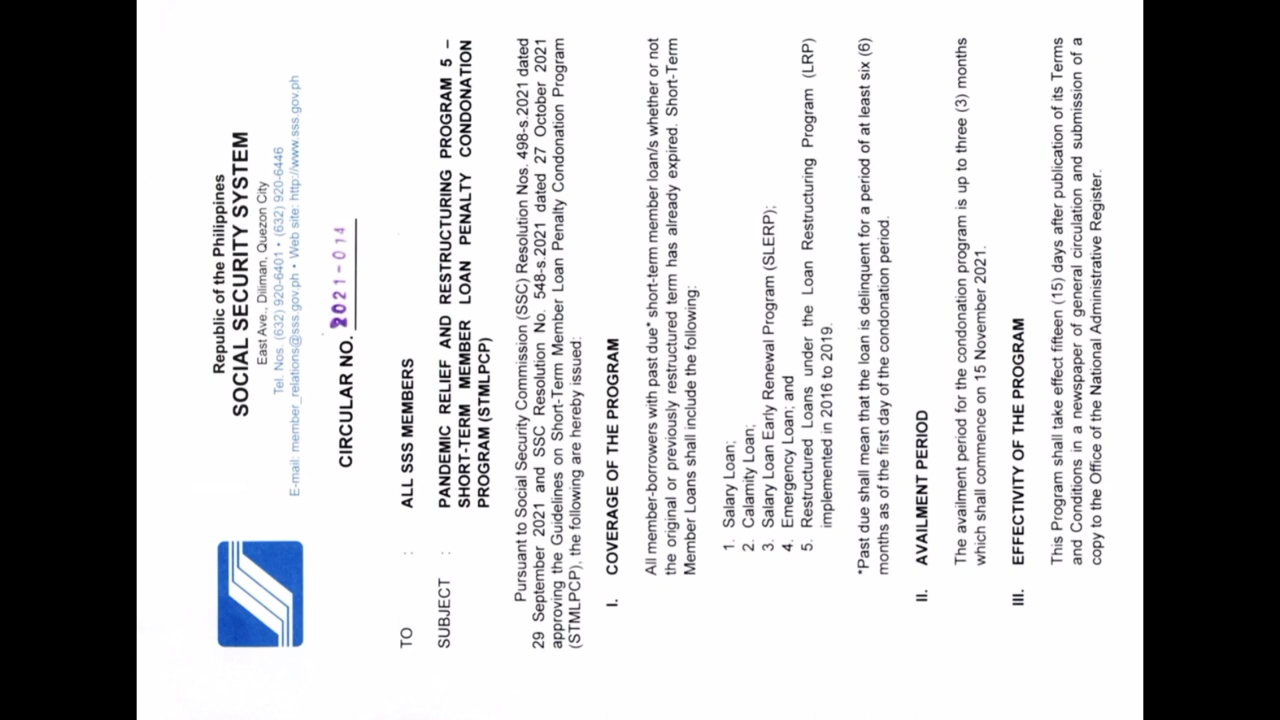 Republic of the Philippines
SOCIAL SECURITY SYSTEM
East Ave., Diliman, Quezon City
Tel. Nos. (632) 920-6401 • (632) 920-6446
E-mail: member_relations@sss.gov.ph • Web site: http://www.sss.gov.ph
CIRCULAR NO. 2021-014
TO : ALL SSS MEMBERS
SUBJECT : PANDEMIC RELIEF AND RESTRUCTURING PROGRAM 5 –
SHORT-TERM MEMBER LOAN PENALTY CONDONATION
PROGRAM (STMLPCP)
Pursuant to Social Security Commission (SSC) Resolution Nos. 498-s.2021 dated
29 September 2021 and SSC Resolution No. 548-s.2021 dated 27 October 2021
approving the Guidelines on Short-Term Member Loan Penalty Condonation Program
(STMLPCP), the following are hereby issued:
I. COVERAGE OF THE PROGRAM
All member-borrowers with past due* short-term member loan/s whether or not
the original or previously restructured term has already expired. Short-Term
Member Loans shall include the following:
1. Salary Loan;
2. Calamity Loan;
3. Salary Loan Early Renewal Program (SLERP);
4. Emergency Loan; and
5. Restructured Loans under the Loan Restructuring Program (LRP)
implemented in 2016 to 2019.
*Past due shall mean that the loan is delinquent for a period of at least six (6)
months as of the first day of the condonation period.
II. AVAILMENT PERIOD
The availment period for the condonation program is up to three (3) months
which shall commence on 15 November 2021.
III. EFFECTIVITY OF THE PROGRAM
This Program shall take effect fifteen (15) days after publication of its Terms
and Conditions in a newspaper of general circulation and submission of a
copy to the Office of the National Administrative Register.